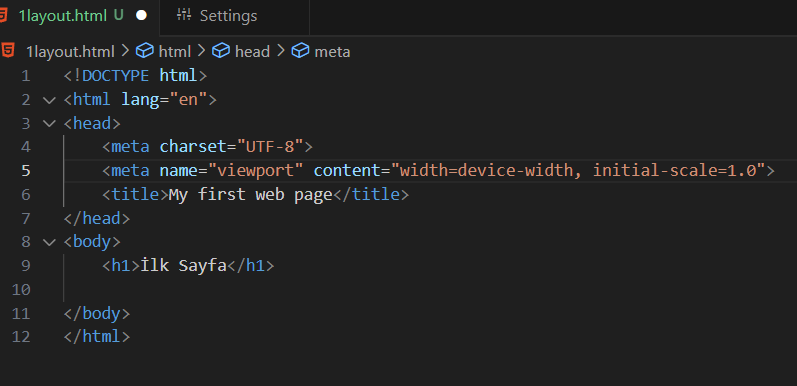 1layout.html U Settings
1layout.html > html > head > meta
1 <!DOCTYPE html>
2 <html lang="en">
3 <head>
4 <meta charset="UTF-8">
5 <meta name="viewport" content="width=device-width, initial-scale=1.0">
6 <title>My first web page</title>
7 </head>
8 <body>
9 <h1>İlk Sayfa</h1>
10
11 </body>
12 </html>